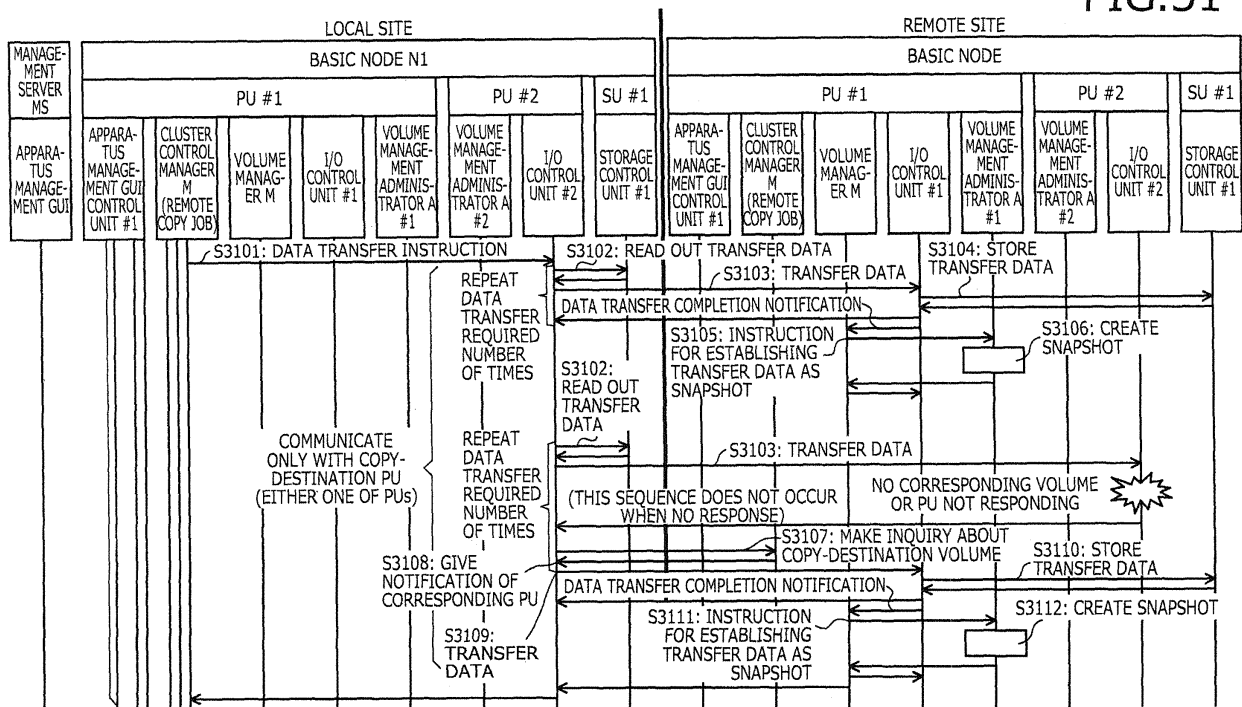 FIG.31
LOCAL SITE
REMOTE SITE
MANAGE-
MENT
SERVER
MS
BASIC NODE N1
BASIC NODE
PU #1
PU #2
SU #1
PU #1
PU #2
SU #1
APPARA-
TUS
MANAGE-
MENT GUI
APPARA-
TUS
MANAGE-
MENT GUI
CONTROL
UNIT #1
CLUSTER
CONTROL
MANAGER
M
(REMOTE
COPY JOB)
VOLUME
MANAG-
ER M
I/O
CONTROL
UNIT #1
VOLUME
MANAGE-
MENT
ADMINIS-
TRATOR A
#1
VOLUME
MANAGE-
MENT
ADMINIS-
TRATOR A
#2
I/O
CONTROL
UNIT #2
STORAGE
CONTROL
UNIT #1
APPARA-
TUS
MANAGE-
MENT GUI
CONTROL
UNIT #1
CLUSTER
CONTROL
MANAGER
M
(REMOTE
COPY JOB)
VOLUME
MANAG-
ER M
I/O
CONTROL
UNIT #1
VOLUME
MANAGE-
MENT
ADMINIS-
TRATOR A
#1
VOLUME
MANAGE-
MENT
ADMINIS-
TRATOR A
#2
I/O
CONTROL
UNIT #2
STORAGE
CONTROL
UNIT #1
S3101: DATA TRANSFER INSTRUCTION
S3102: READ OUT TRANSFER DATA
S3103: TRANSFER DATA
S3104: STORE
TRANSFER DATA
REPEAT
DATA
TRANSFER
REQUIRED
NUMBER
OF TIMES
DATA TRANSFER COMPLETION NOTIFICATION
S3105: INSTRUCTION
FOR ESTABLISHING
TRANSFER DATA AS
SNAPSHOT
S3106: CREATE
SNAPSHOT
S3102:
READ OUT
TRANSFER
DATA
COMMUNICATE
ONLY WITH COPY-
DESTINATION PU
(EITHER ONE OF PUs)
REPEAT
DATA
TRANSFER
REQUIRED
NUMBER
OF TIMES
S3103: TRANSFER DATA
NO CORRESPONDING VOLUME
OR PU NOT RESPONDING
(THIS SEQUENCE DOES NOT OCCUR
WHEN NO RESPONSE)
S3107: MAKE INQUIRY ABOUT
COPY-DESTINATION VOLUME
S3108: GIVE
NOTIFICATION OF
CORRESPONDING PU
S3110: STORE
TRANSFER DATA
DATA TRANSFER COMPLETION NOTIFICATION
S3109:
TRANSFER
DATA
S3111: INSTRUCTION
FOR ESTABLISHING
TRANSFER DATA AS
SNAPSHOT
S3112: CREATE SNAPSHOT